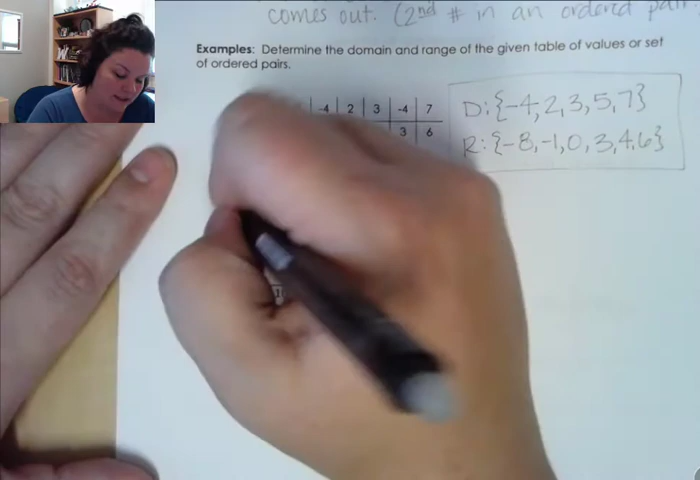 comes out. (2nd # in an ordered pair
Examples: Determine the domain and range of the given table of values or set
of ordered pairs.
-4 2 3 -4 7
3 6
D: {-4, 2, 3, 5, 7}
R: {-8, -1, 0, 3, 4, 6}